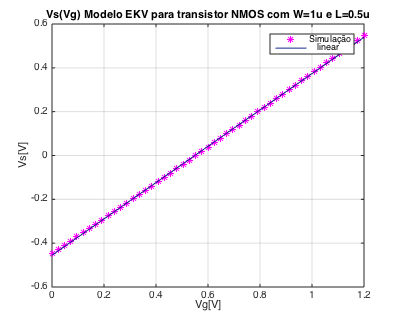 Vs(Vg) Modelo EKV para transistor NMOS com W=1u e L=0.5u
0.6
Simulação
linear
0.4
0.2
0
-0.2
-0.4
-0.6
Vs[V]
0
0.2
0.4
0.6
0.8
1
1.2
Vg[V]